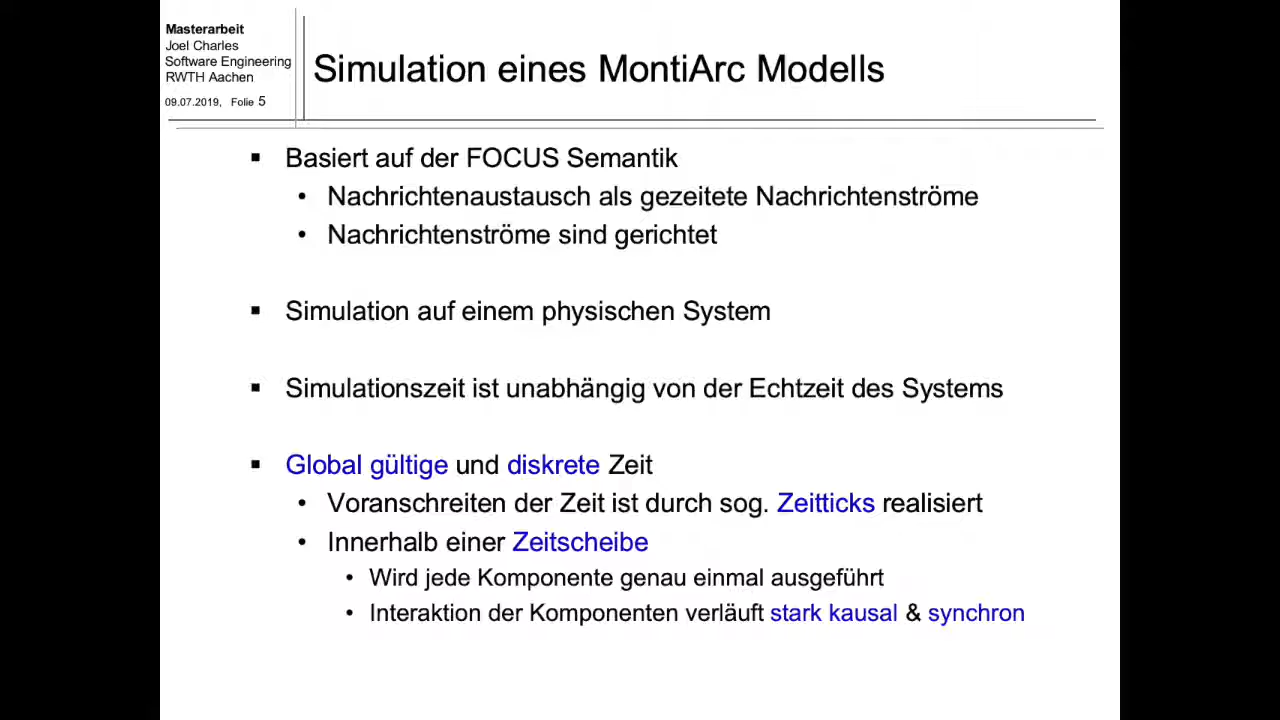 Masterarbeit
Joel Charles
Software Engineering
RWTH Aachen
09.07.2019, Folie 5
Simulation eines MontiArc Modells
▪ Basiert auf der FOCUS Semantik
• Nachrichtenaustausch als gezeitete Nachrichtenströme
• Nachrichtenströme sind gerichtet
▪ Simulation auf einem physischen System
▪ Simulationszeit ist unabhängig von der Echtzeit des Systems
▪ Global gültige und diskrete Zeit
• Voranschreiten der Zeit ist durch sog. Zeitticks realisiert
• Innerhalb einer Zeitscheibe
• Wird jede Komponente genau einmal ausgeführt
• Interaktion der Komponenten verläuft stark kausal & synchron